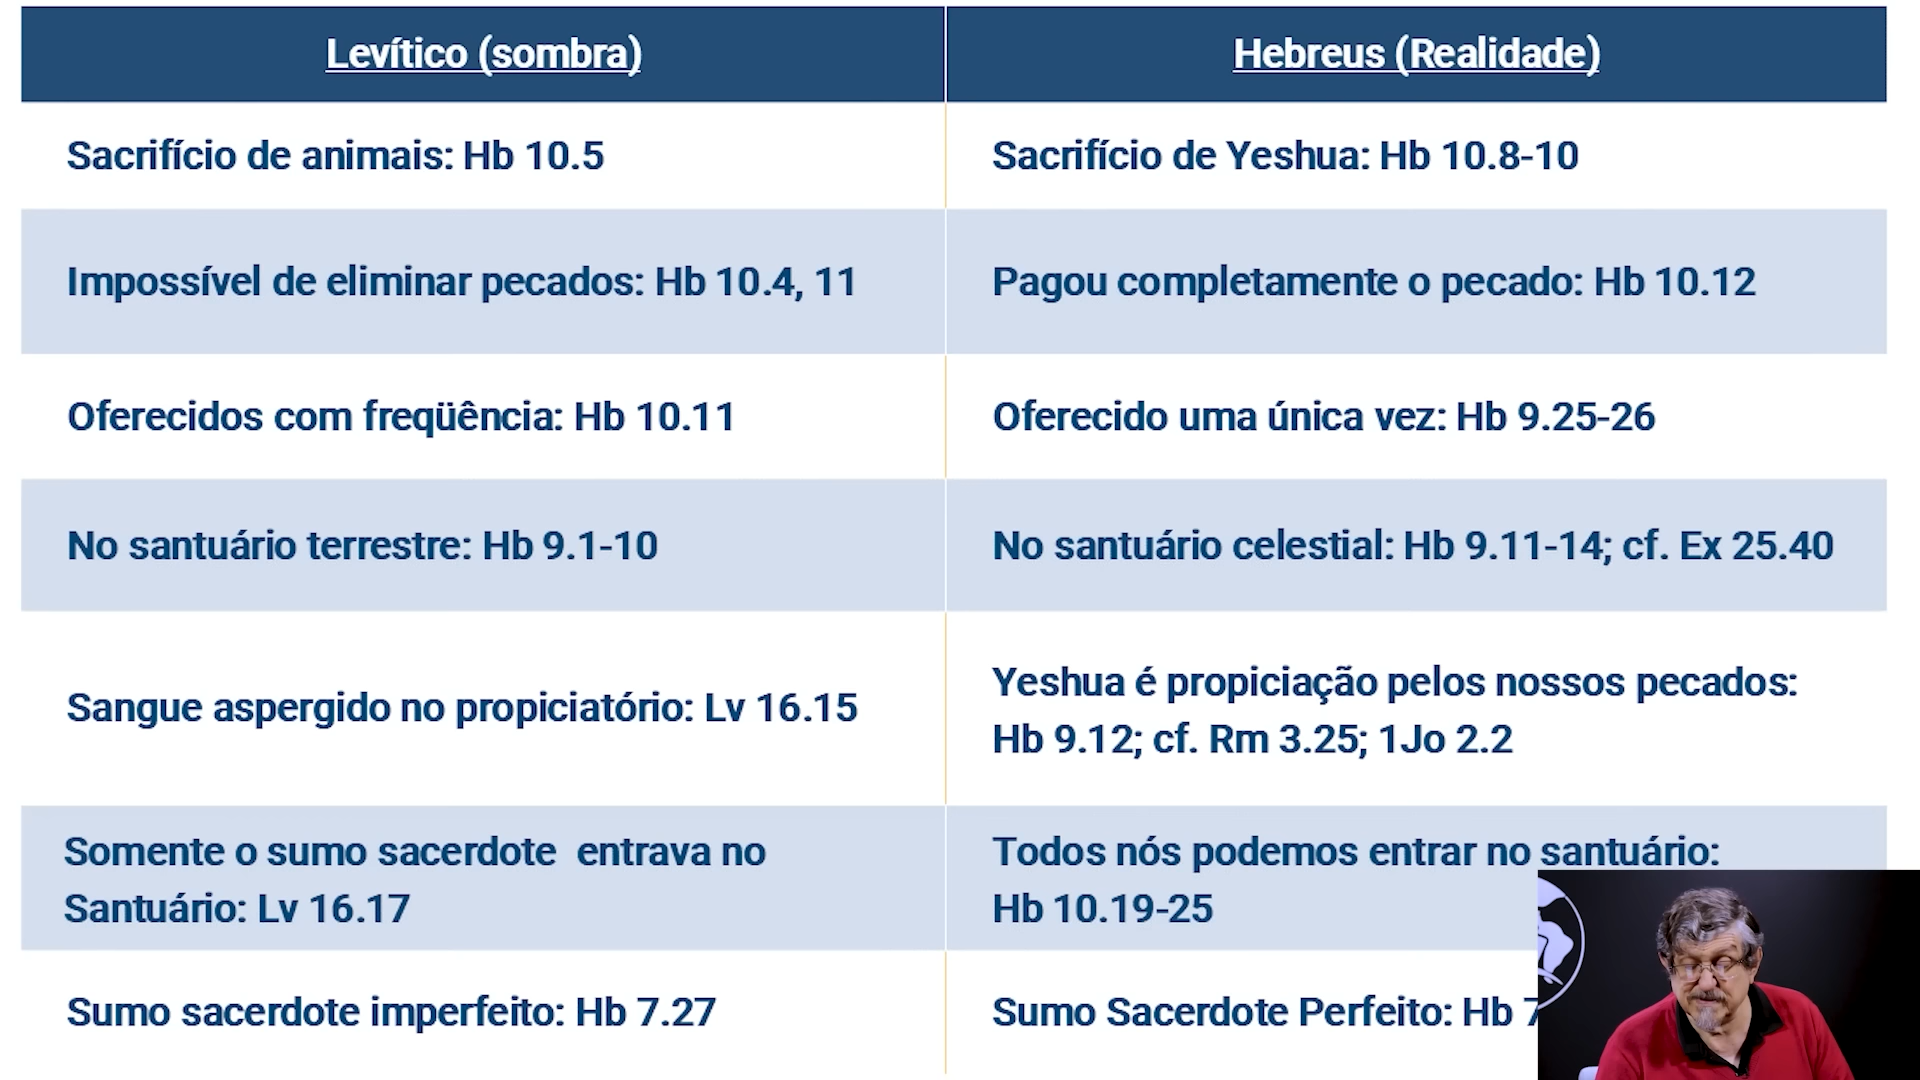 Levítico (sombra)
Hebreus (Realidade)
Sacrifício de animais: Hb 10.5
Sacrifício de Yeshua: Hb 10.8-10
Impossível de eliminar pecados: Hb 10.4, 11
Pagou completamente o pecado: Hb 10.12
Oferecidos com freqüência: Hb 10.11
Oferecido uma única vez: Hb 9.25-26
No santuário terrestre: Hb 9.1-10
No santuário celestial: Hb 9.11-14; cf. Ex 25.40
Sangue aspergido no propiciatório: Lv 16.15
Yeshua é propiciação pelos nossos pecados:
Hb 9.12; cf. Rm 3.25; 1Jo 2.2
Somente o sumo sacerdote entrava no
Santuário: Lv 16.17
Todos nós podemos entrar no santuário:
Hb 10.19-25
Sumo sacerdote imperfeito: Hb 7.27
Sumo Sacerdote Perfeito: Hb